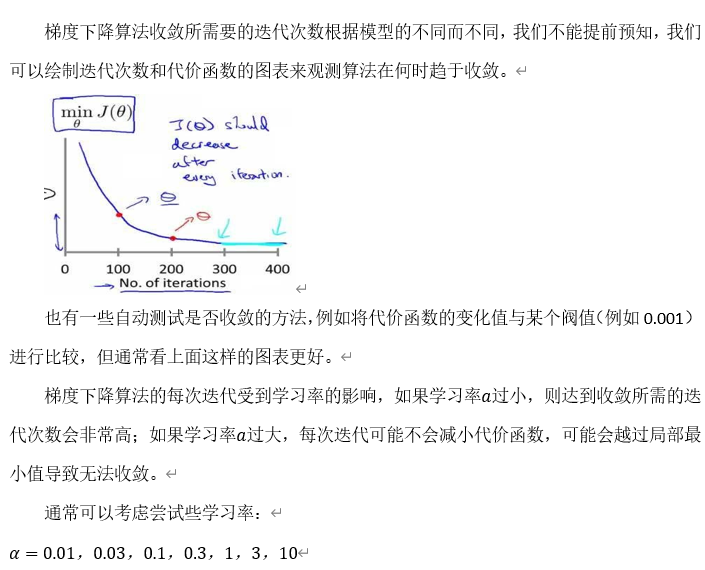 梯度下降算法收敛所需要的迭代次数根据模型的不同而不同，我们不能提前预知，我们
可以绘制迭代次数和代价函数的图表来观测算法在何时趋于收敛。
min J(θ)
θ
J(θ) should
decrease
after
every iteration.
θ
θ
0 100 200 300 400
No. of iterations
也有一些自动测试是否收敛的方法，例如将代价函数的变化值与某个阀值（例如 0.001）
进行比较，但通常看上面这样的图表更好。
梯度下降算法的每次迭代受到学习率的影响，如果学习率a过小，则达到收敛所需的迭
代次数会非常高；如果学习率a过大，每次迭代可能不会减小代价函数，可能会越过局部最
小值导致无法收敛。
通常可以考虑尝试些学习率：
α = 0.01，0.03，0.1，0.3，1，3，10